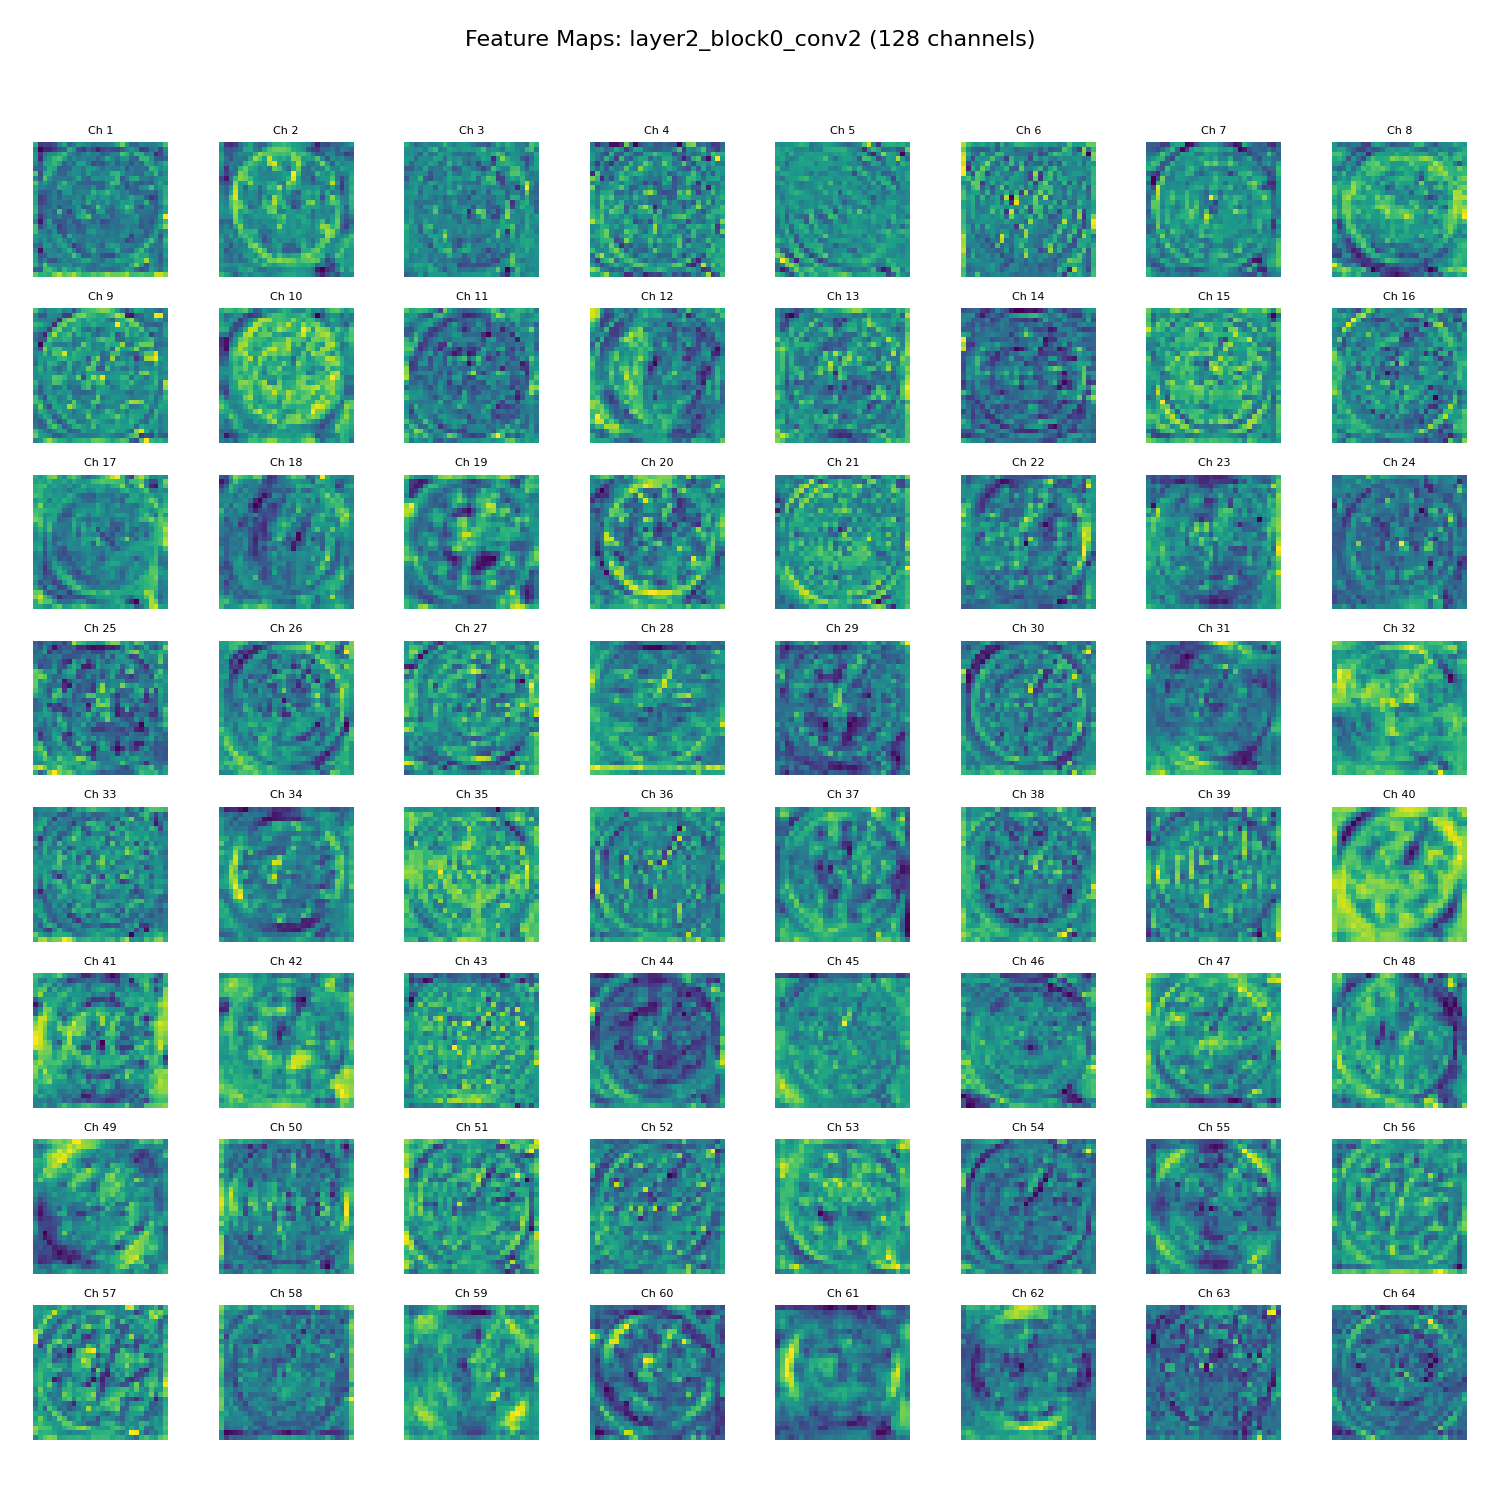 Feature Maps: layer2_block0_conv2 (128 channels)
Ch 1 Ch 2 Ch 3 Ch 4 Ch 5 Ch 6 Ch 7 Ch 8
Ch 9 Ch 10 Ch 11 Ch 12 Ch 13 Ch 14 Ch 15 Ch 16
Ch 17 Ch 18 Ch 19 Ch 20 Ch 21 Ch 22 Ch 23 Ch 24
Ch 25 Ch 26 Ch 27 Ch 28 Ch 29 Ch 30 Ch 31 Ch 32
Ch 33 Ch 34 Ch 35 Ch 36 Ch 37 Ch 38 Ch 39 Ch 40
Ch 41 Ch 42 Ch 43 Ch 44 Ch 45 Ch 46 Ch 47 Ch 48
Ch 49 Ch 50 Ch 51 Ch 52 Ch 53 Ch 54 Ch 55 Ch 56
Ch 57 Ch 58 Ch 59 Ch 60 Ch 61 Ch 62 Ch 63 Ch 64